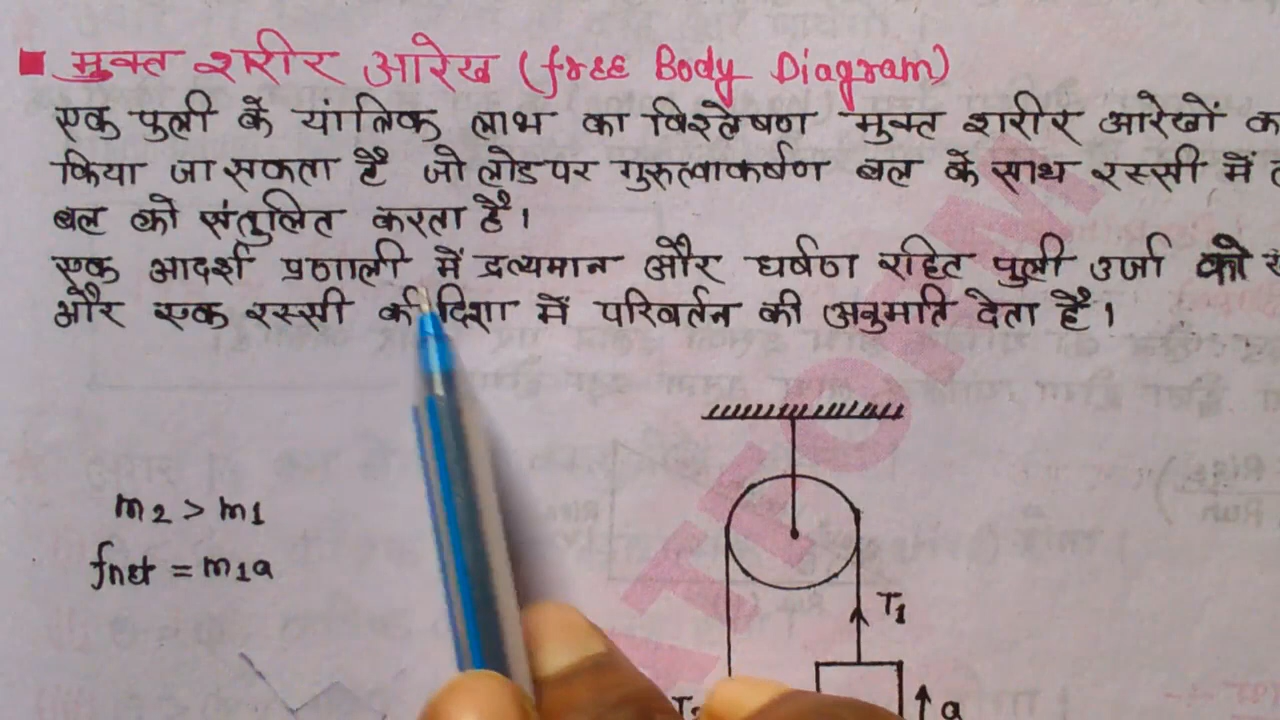 मुक्त शरीर आरेख (free Body Diagram)
एक पुली के यांत्रिक लाभ का विश्लेषण मुक्त शरीर आरेखों का
किया जा सकता है जो लोड पर गुरुत्वाकर्षण बल के साथ रस्सी में
बल को संतुलित करता है।
एक आदर्श प्रणाली में द्रव्यमान और घर्षण रहित पुली उर्जा को
और एक रस्सी की दिशा में परिवर्तन की अनुमति देता है।
m2 > m1
fnet = m1a
T1
a